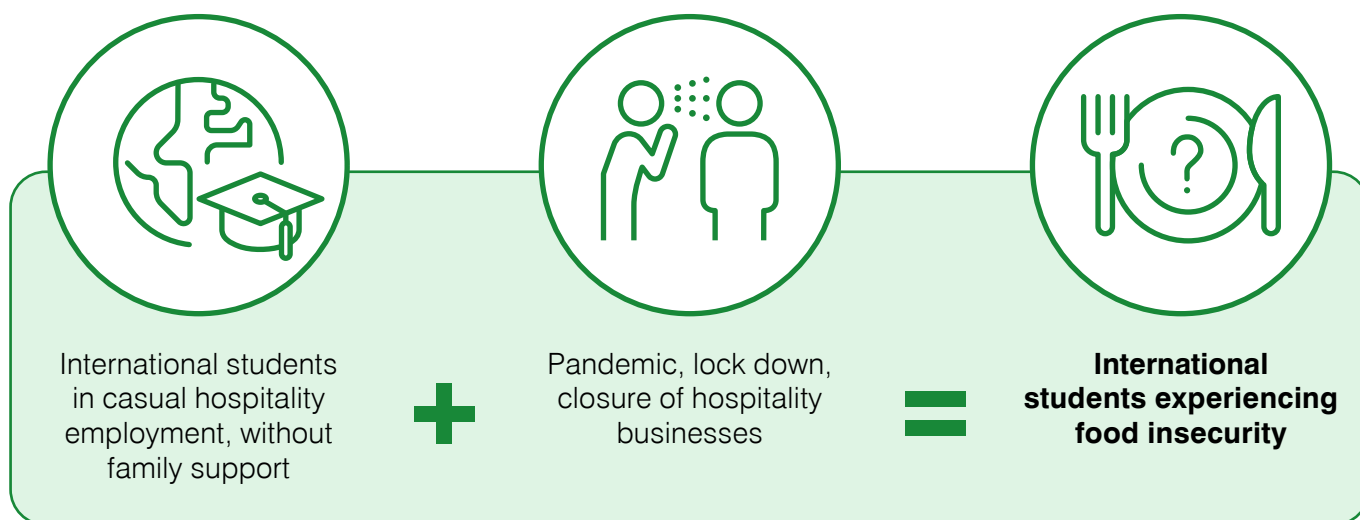 International students
in casual hospitality
employment, without
family support
+
Pandemic, lock down,
closure of hospitality
businesses
=
?
International
students experiencing
food insecurity